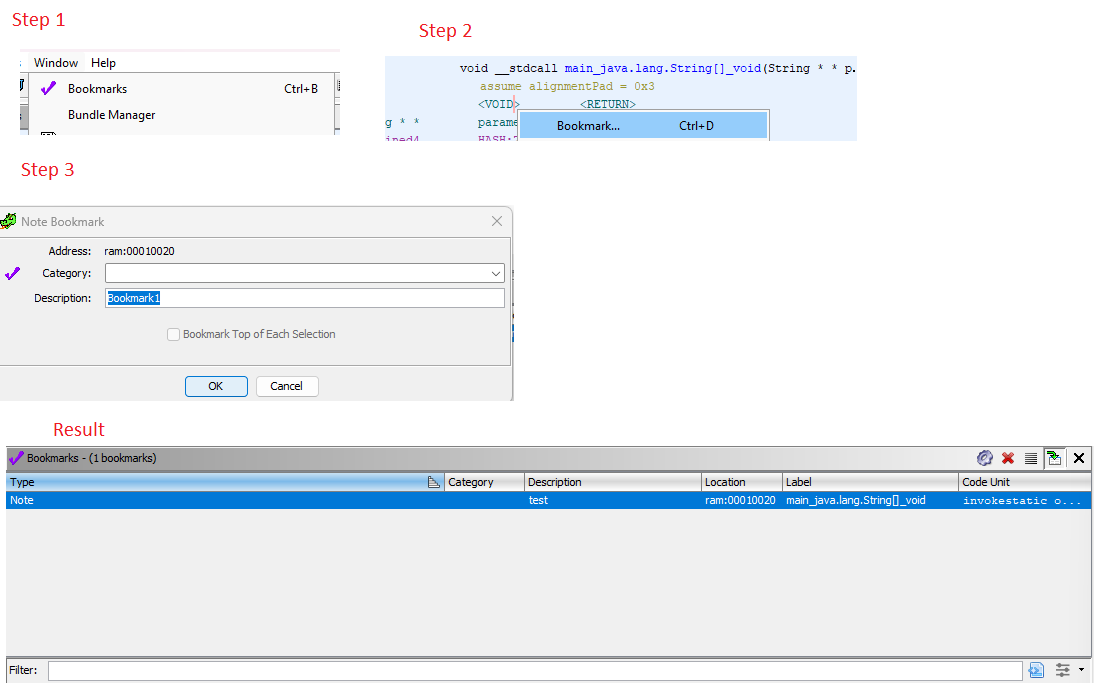 Step 1
Step 2
Window Help
Bookmarks Ctrl+B
Bundle Manager
void __stdcall main_java.lang.String[]_void(String * * p.
assume alignmentPad = 0x3
<VOID> <RETURN>
g * * parame
Bookmark... Ctrl+D
ined4 HASH:
Step 3
Note Bookmark
Address: ram:00010020
Category:
Description: Bookmark1
Bookmark Top of Each Selection
OK Cancel
Result
Bookmarks - (1 bookmarks)
Type Category Description Location Label Code Unit
Note test ram:00010020 main_java.lang.String[]_void invokestatic o...
Filter: